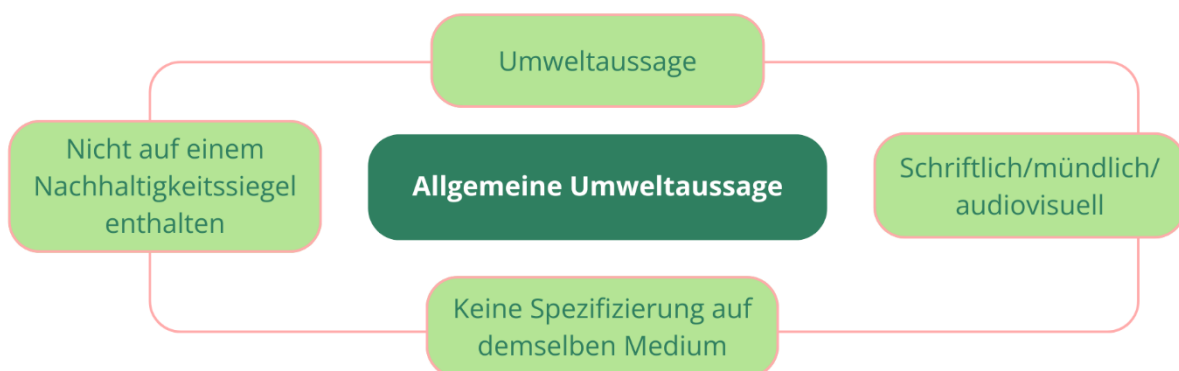 Umweltaussage
Nicht auf einem
Nachhaltigkeitssiegel
enthalten
Allgemeine Umweltaussage
Schriftlich/mündlich/
audiovisuell
Keine Spezifizierung auf
demselben Medium